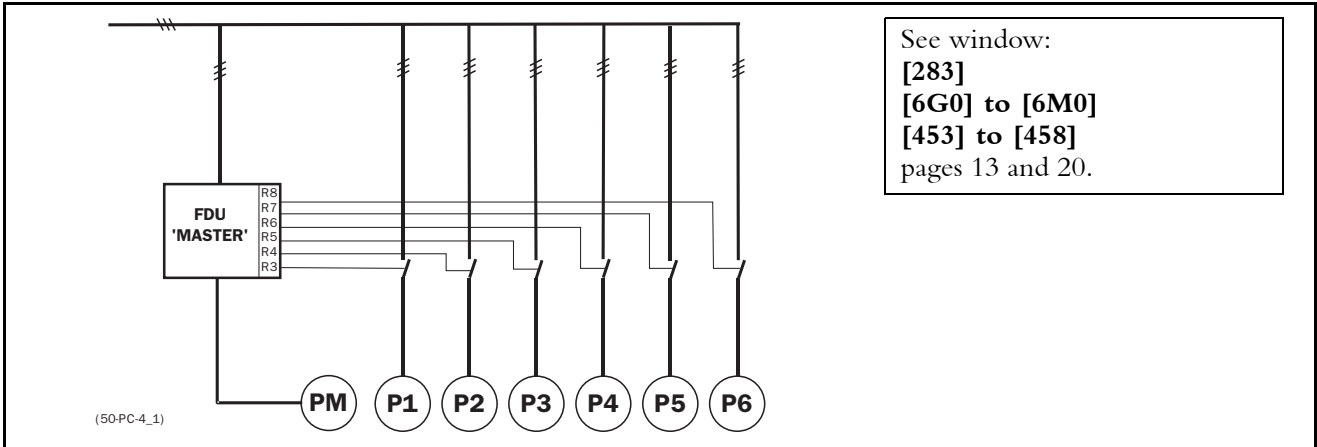 See window:
[283]
[6G0] to [6M0]
[453] to [458]
pages 13 and 20.
FDU
'MASTER'
R8
R7
R6
R5
R4
R3
PM
P1
P2
P3
P4
P5
P6
(50-PC-4_1)